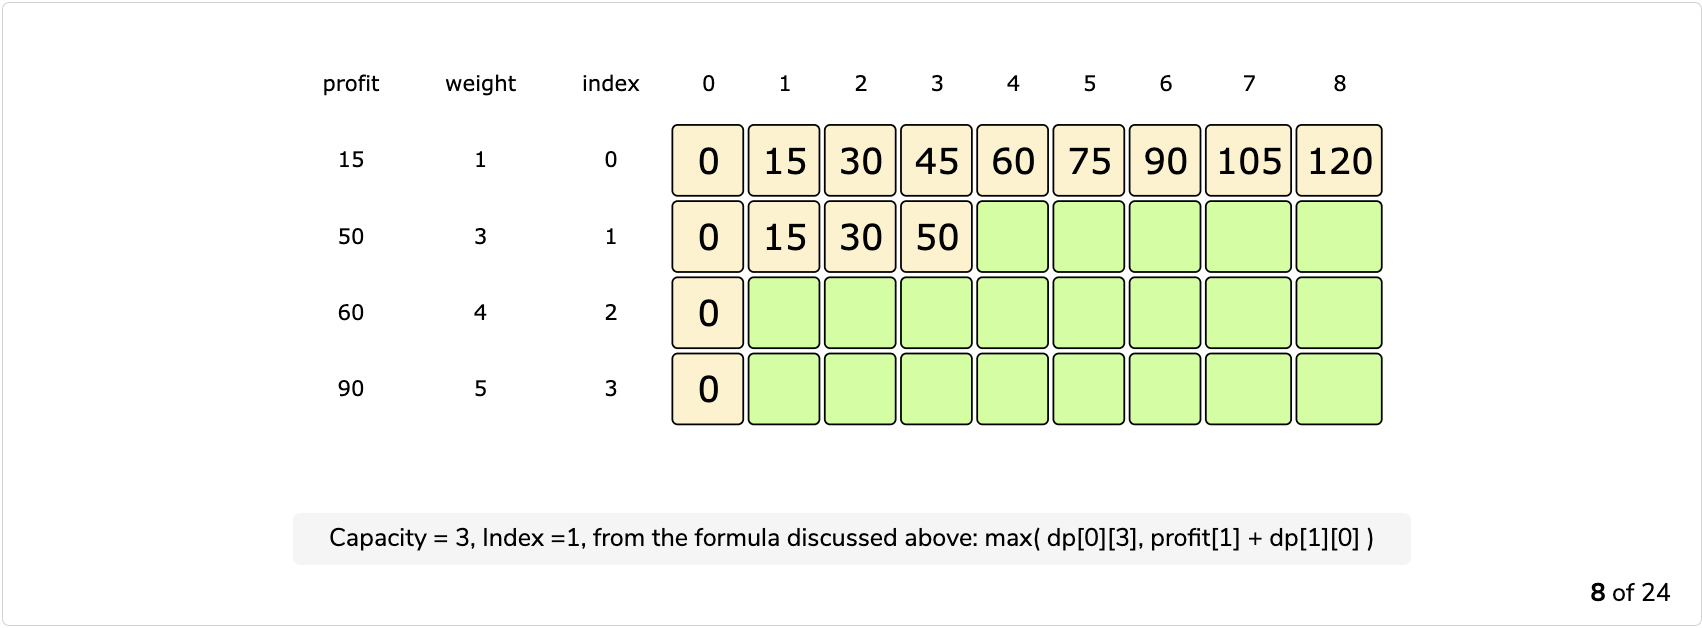 profit weight index 0 1 2 3 4 5 6 7 8
15 1 0 0 15 30 45 60 75 90 105 120
50 3 1 0 15 30 50
60 4 2 0
90 5 3 0
Capacity = 3, Index =1, from the formula discussed above: max( dp[0][3], profit[1] + dp[1][0] )
8 of 24